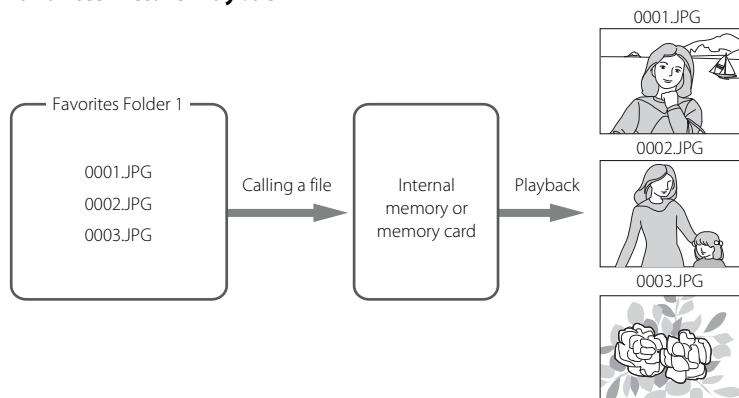 Favorites Folder 1
0001.JPG
0002.JPG
0003.JPG
Calling a file
Internal
memory or
memory card
Playback
0001.JPG
0002.JPG
0003.JPG